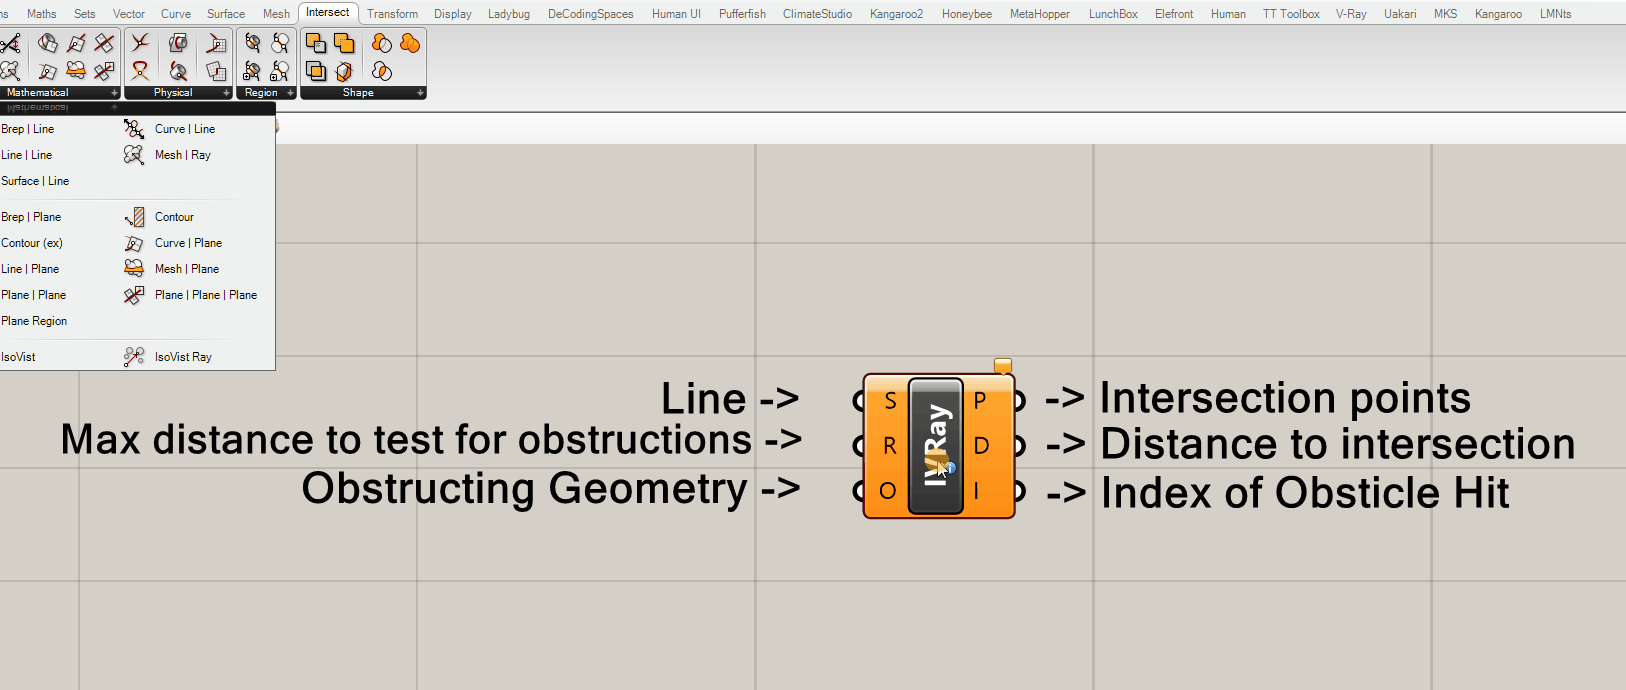 ns Maths Sets Vector Curve Surface Mesh Intersect Transform Display Ladybug DeCodingSpaces Human UI Pufferfish ClimateStudio Kangaroo2 Honeybee MetaHopper LunchBox Elefront Human TT Toolbox V-Ray Uakari MKS Kangaroo LMNts
Mathematical Physical Region Shape
Mathematical
Brep | Line Curve | Line
Line | Line Mesh | Ray
Surface | Line
Brep | Plane Contour
Contour (ex) Curve | Plane
Line | Plane Mesh | Plane
Plane | Plane Plane | Plane | Plane
Plane Region
IsoVist IsoVist Ray
Line -> S P -> Intersection points
Max distance to test for obstructions -> R D -> Distance to intersection
Obstructing Geometry -> O I -> Index of Obsticle Hit
IVRay